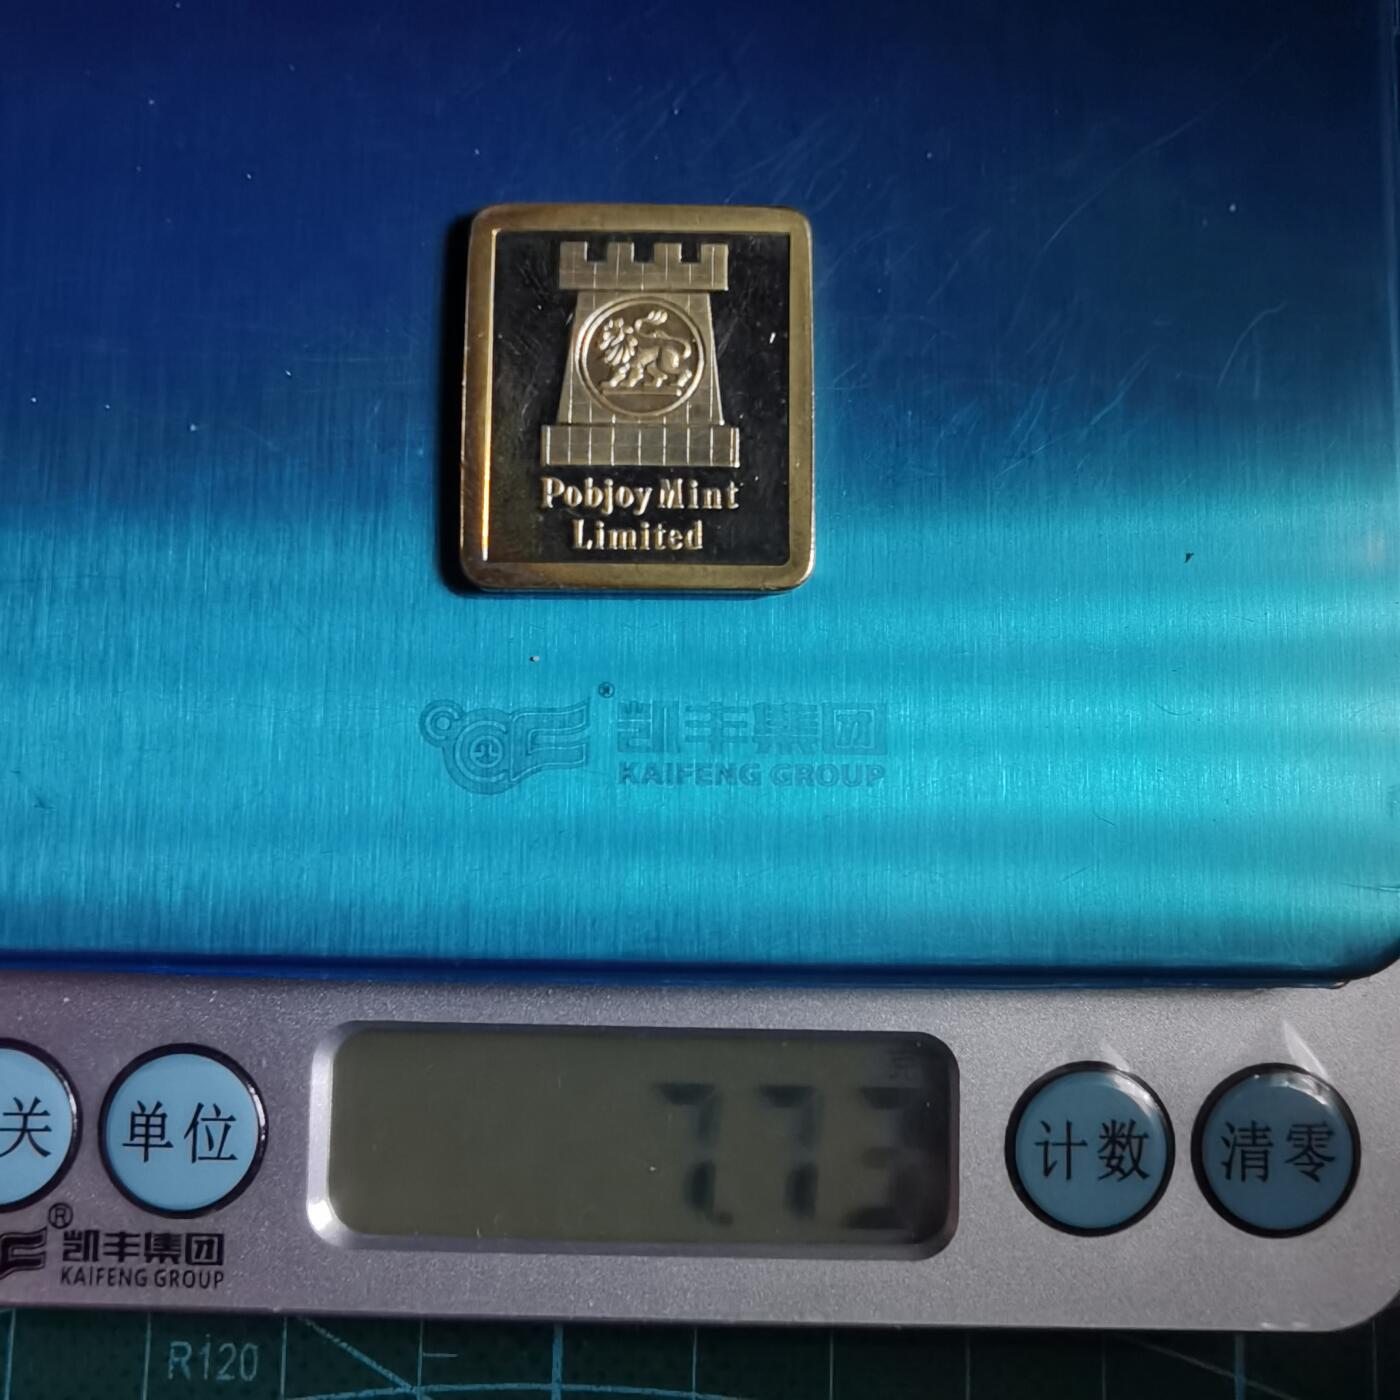 Pobjoy Mint
Limited
® 凯丰集团
KAIFENG GROUP
克
7.73
关
单位
计数
清零
® 凯丰集团
KAIFENG GROUP
R120